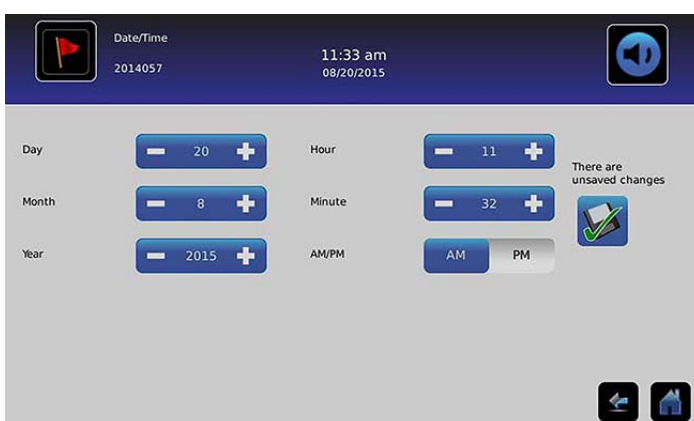 Date/Time
2014057
11:33 am
08/20/2015
Day
20
Hour
11
There are
unsaved changes
Month
8
Minute
32
Year
2015
AM/PM
AM
PM